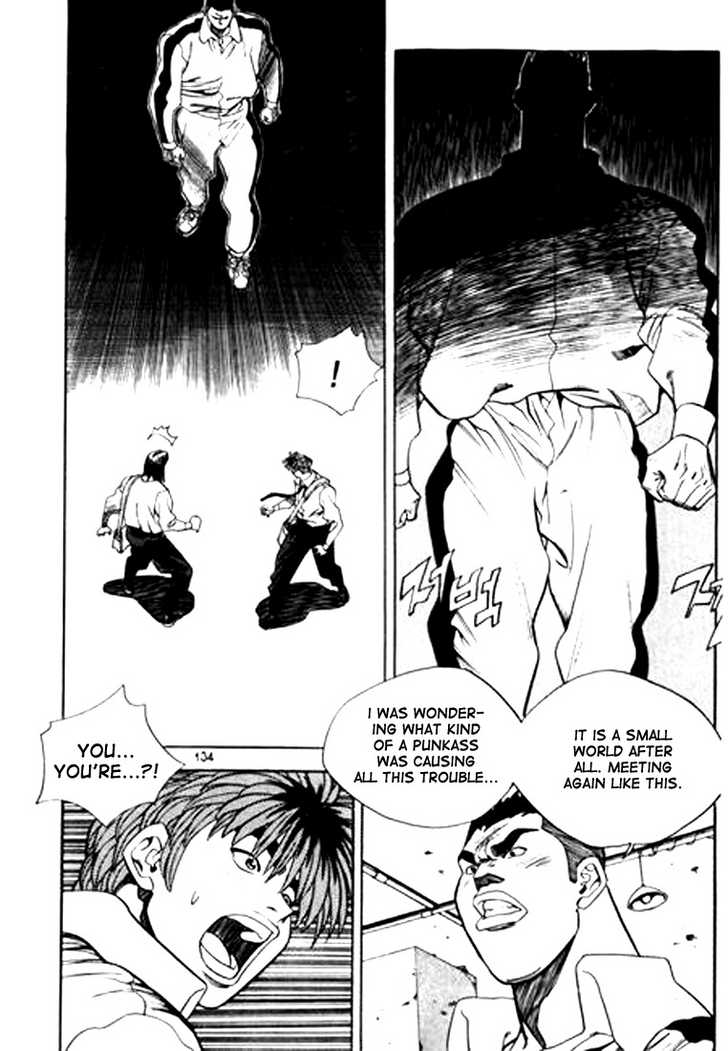 !
134
YOU...
YOU'RE...?!
I WAS WONDER-
ING WHAT KIND
OF A PUNKASS
WAS CAUSING
ALL THIS TROUBLE...
IT IS A SMALL
WORLD AFTER
ALL. MEETING
AGAIN LIKE THIS.